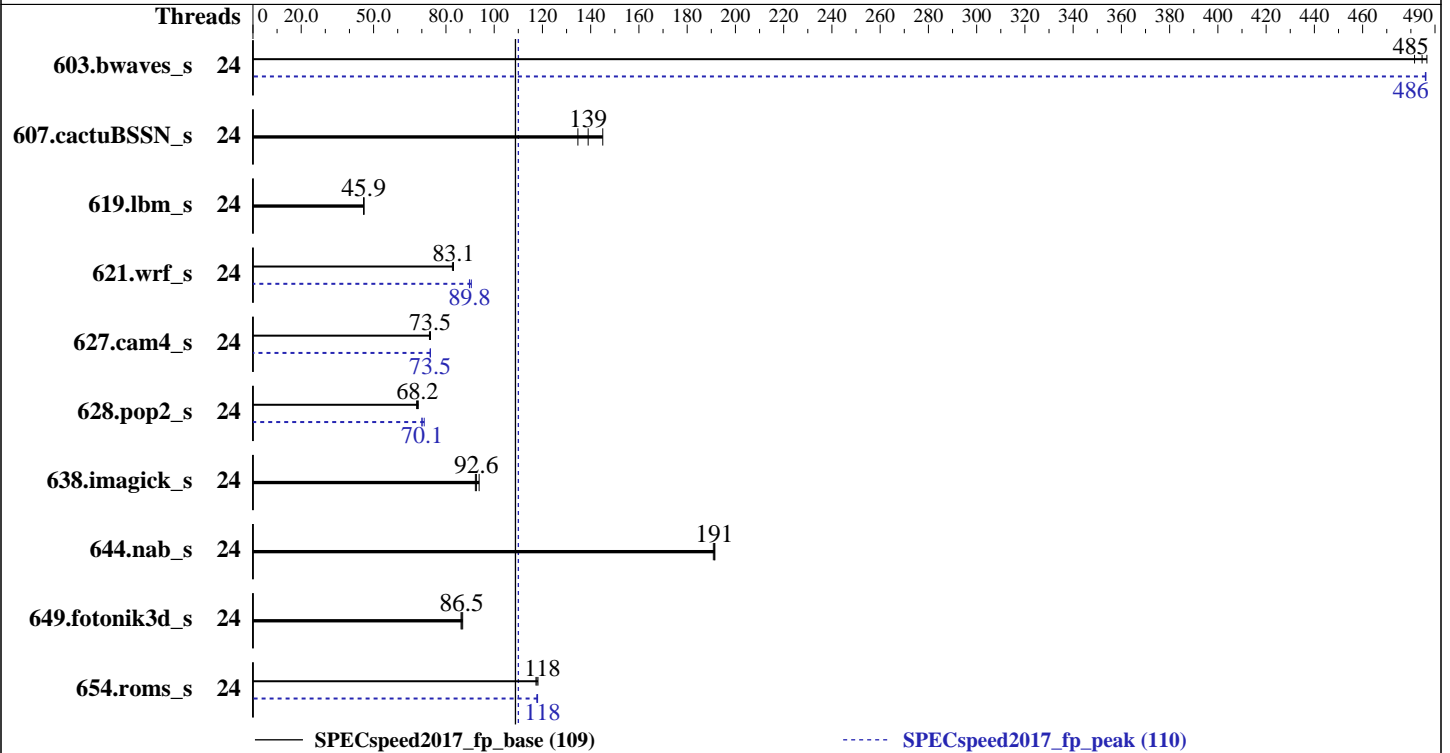 Threads 0 20.0 50.0 80.0 100 120 140 160 180 200 220 240 260 280 300 320 340 360 380 400 420 440 460 490
485
603.bwaves_s 24
486
139
607.cactuBSSN_s 24
45.9
619.lbm_s 24
83.1
621.wrf_s 24
89.8
73.5
627.cam4_s 24
73.5
68.2
628.pop2_s 24
70.1
92.6
638.imagick_s 24
191
644.nab_s 24
86.5
649.fotonik3d_s 24
118
654.roms_s 24
118
SPECspeed2017_fp_base (109) SPECspeed2017_fp_peak (110)